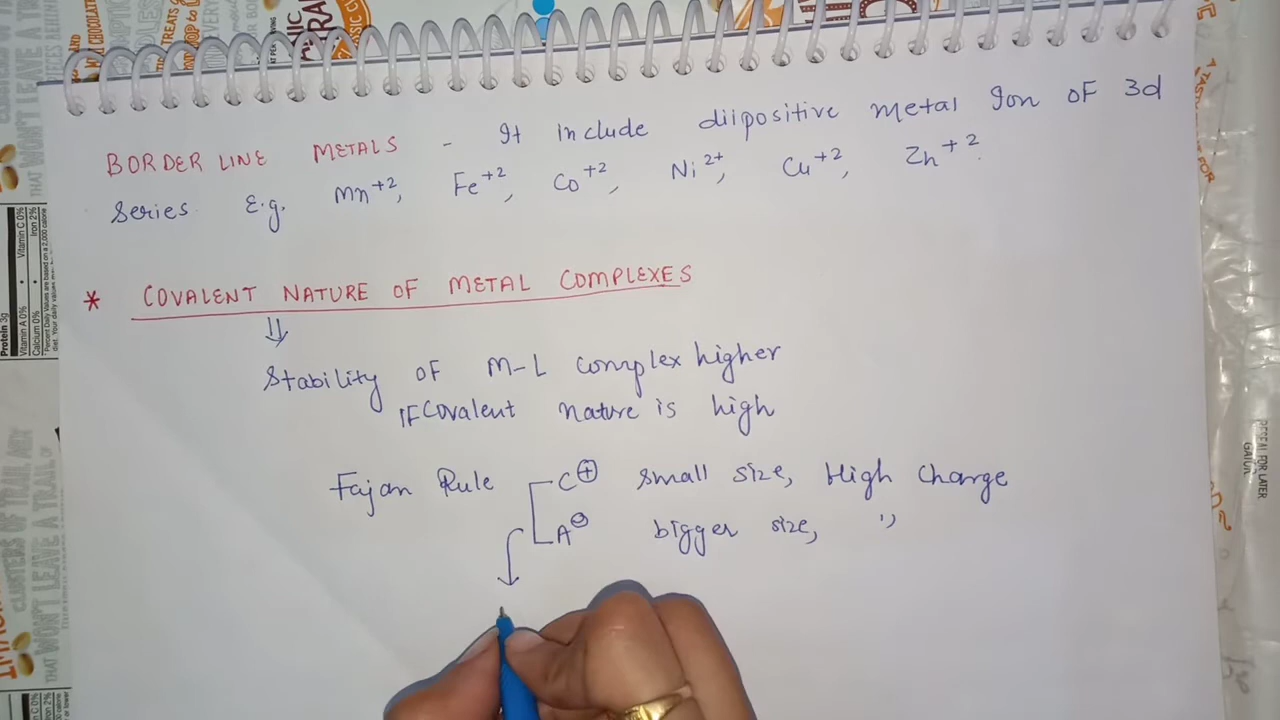 BORDER LINE METALS - It include diipositive metal Ion OF 3d
series. E.g. Mn+2, Fe+2, Co+2, Ni2+, Cu+2, Zn+2.
* COVALENT NATURE OF METAL COMPLEXES
⇓
Stability OF M-L complex higher
IF covalent nature is high
Fajan Rule C⊕ small size, High Charge
A⊖ bigger size, ''